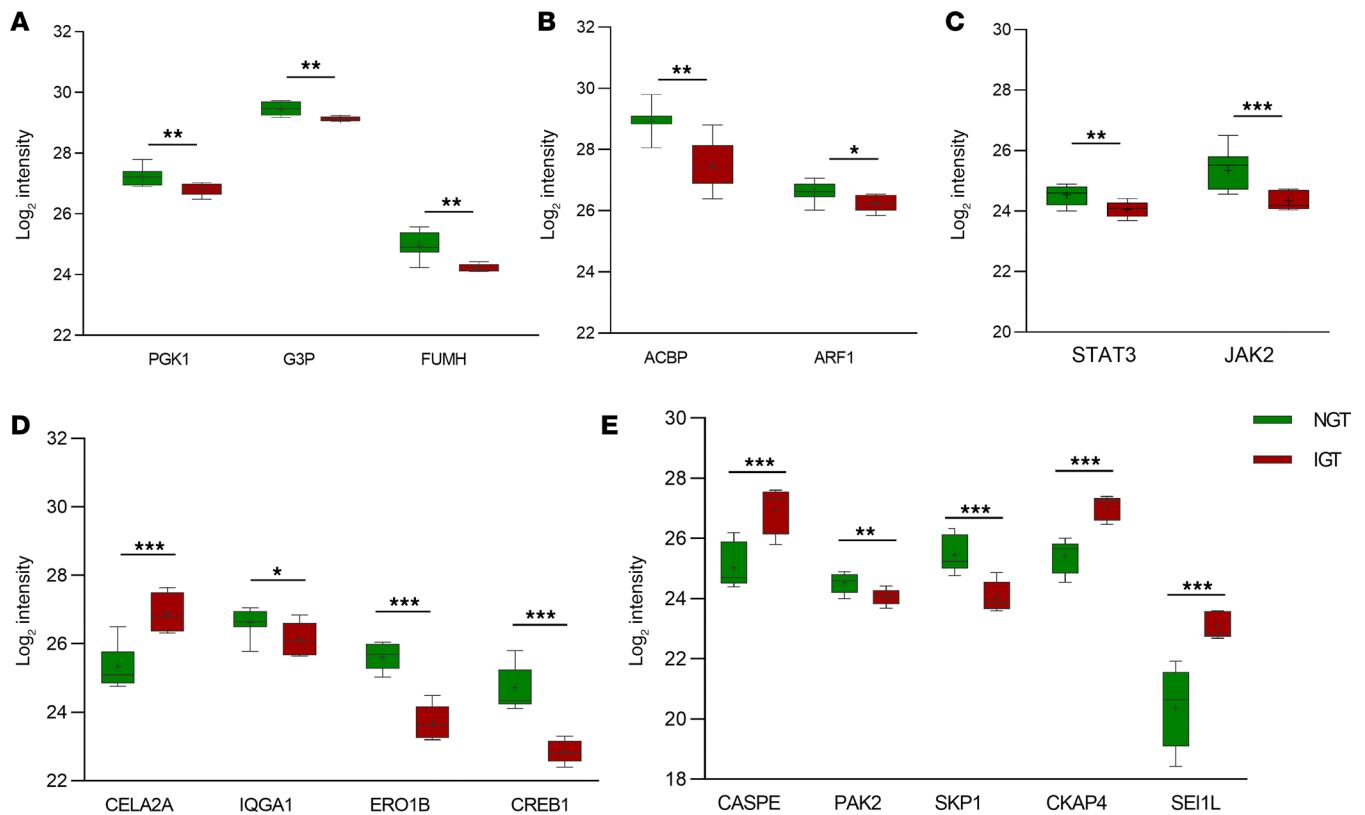 A
Log2 intensity
32
30
28
26
24
22
**
**
**
PGK1
G3P
FUMH
B
Log2 intensity
32
30
28
26
24
22
**
*
ACBP
ARF1
C
Log2 intensity
30
28
26
24
22
20
**
***
STAT3
JAK2
D
Log2 intensity
32
30
28
26
24
22
***
*
***
***
CELA2A
IQGA1
ERO1B
CREB1
E
Log2 intensity
30
28
26
24
22
20
18
***
**
***
***
***
CASPE
PAK2
SKP1
CKAP4
SEI1L
NGT
IGT